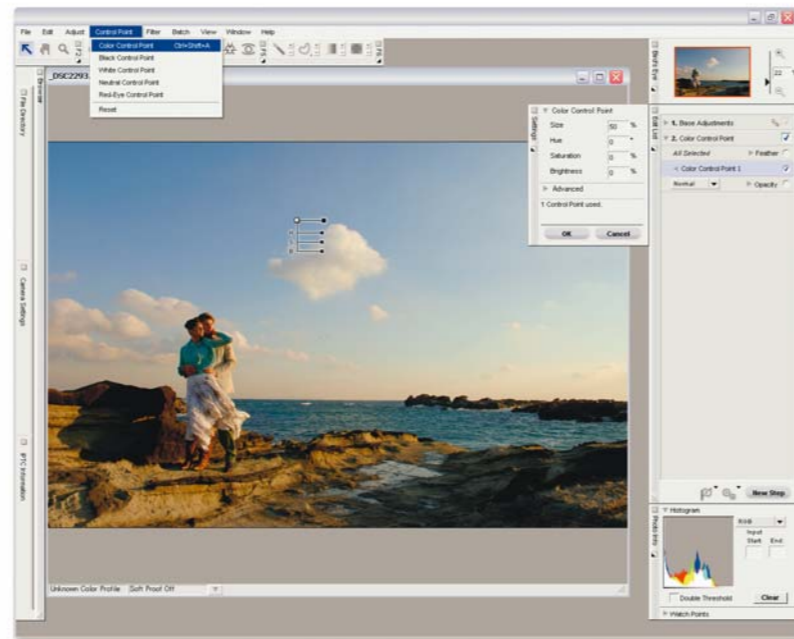 File Edit Adjust Control Point Filter Batch View Window Help
Color Control Point Ctrl+Shift+A
Black Control Point
White Control Point
Neutral Control Point
Red-Eye Control Point
Reset
_DSC2293.
Browser
File Directory
Camera Settings
IPTC Information
Settings
Color Control Point
Size 50 %
Hue 0 °
Saturation 0 %
Brightness 0 %
Advanced
1 Control Point used.
OK Cancel
Bird's Eye
22
Edit List
1. Base Adjustments
2. Color Control Point
All Selected Feather
Color Control Point 1
Normal Opacity
New Step
Photo Info
Histogram
RGB
Input
Start End
Double Threshold Clear
Watch Points
Unknown Color Profile Soft Proof Off